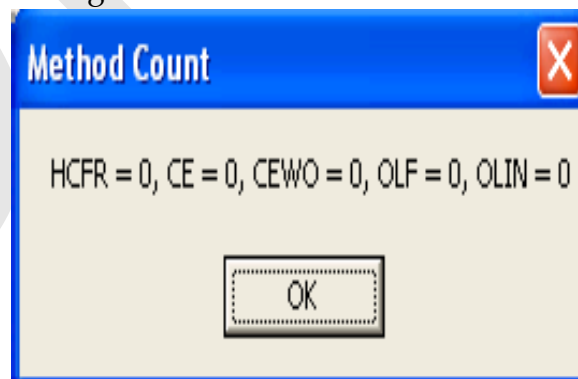 Method Count
HCFR = 0, CE = 0, CEWO = 0, OLF = 0, OLIN = 0
OK